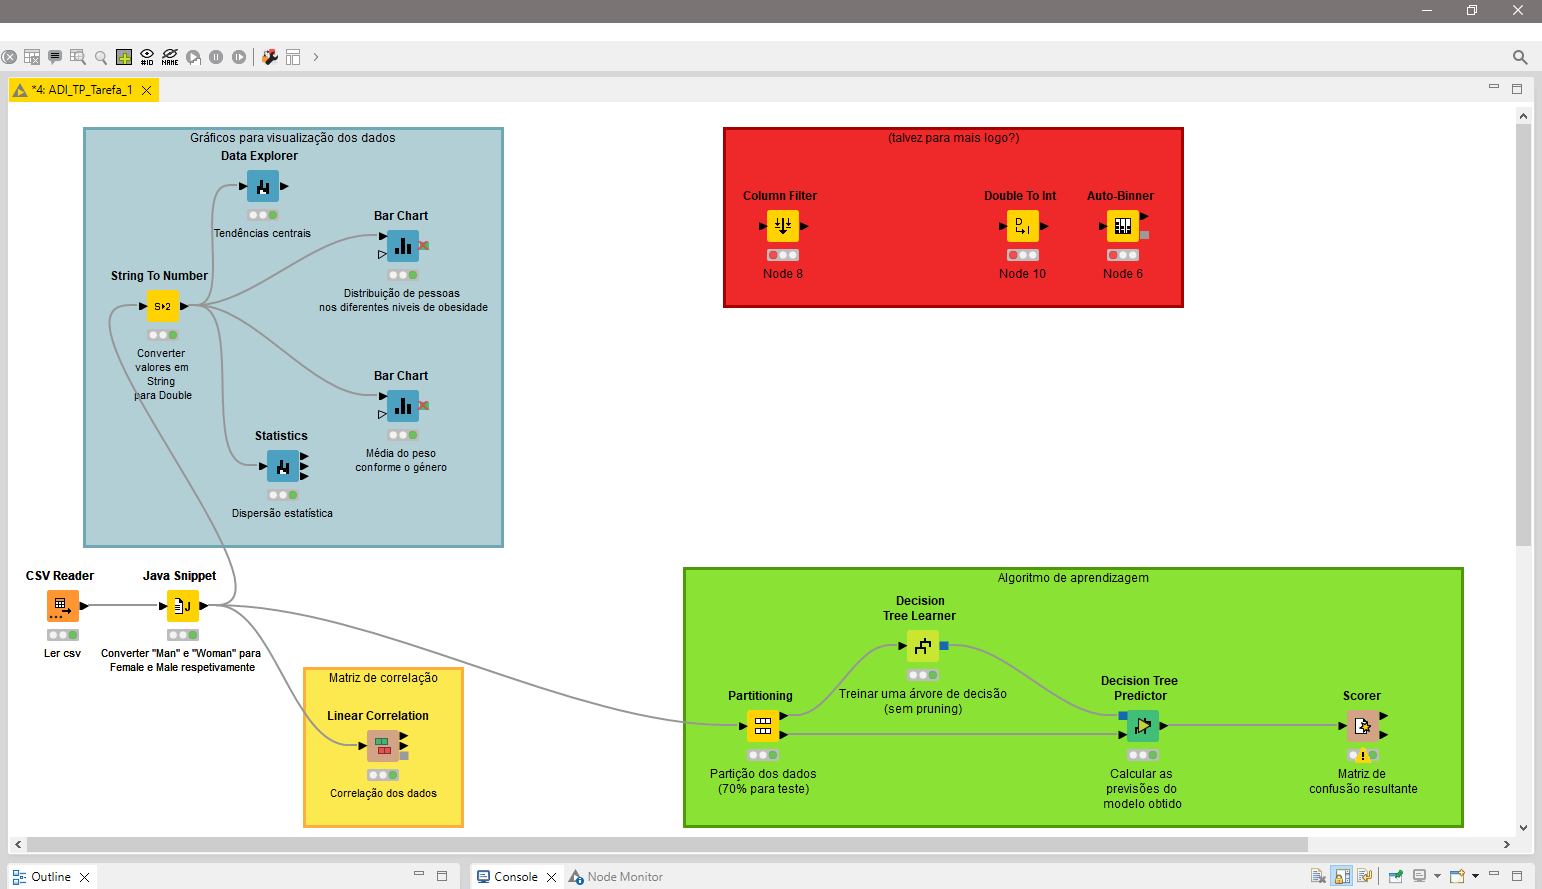 #ID
NAME
*4: ADI_TP_Tarefa_1
Gráficos para visualização dos dados
Data Explorer
Tendências centrais
Bar Chart
Distribuição de pessoas
nos diferentes niveis de obesidade
String To Number
S▸2
Converter
valores em
String
para Double
Bar Chart
Média do peso
conforme o género
Statistics
Dispersão estatística
(talvez para mais logo?)
Column Filter
Node 8
Double To Int
D
I
Node 10
Auto-Binner
Node 6
CSV Reader
Ler csv
Java Snippet
J
Converter "Man" e "Woman" para
Female e Male respetivamente
Matriz de correlação
Linear Correlation
Correlação dos dados
Algoritmo de aprendizagem
Decision
Tree Learner
Treinar uma árvore de decisão
(sem pruning)
Partitioning
Partição dos dados
(70% para teste)
Decision Tree
Predictor
Calcular as
previsões do
modelo obtido
Scorer
Matriz de
confusão resultante
Outline
Console
Node Monitor